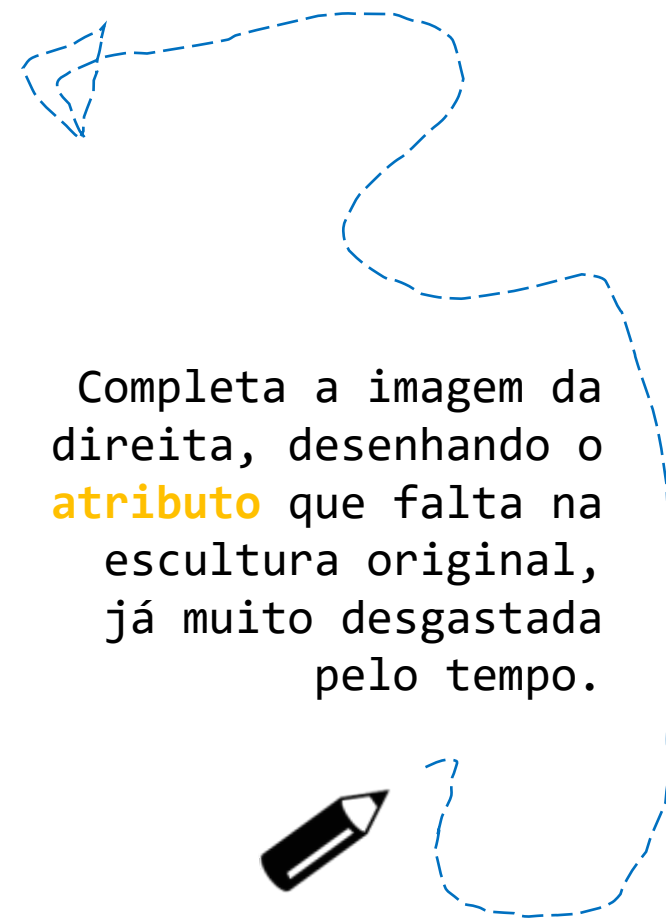 Completa a imagem da
direita, desenhando o
atributo que falta na
escultura original,
já muito desgastada
pelo tempo.